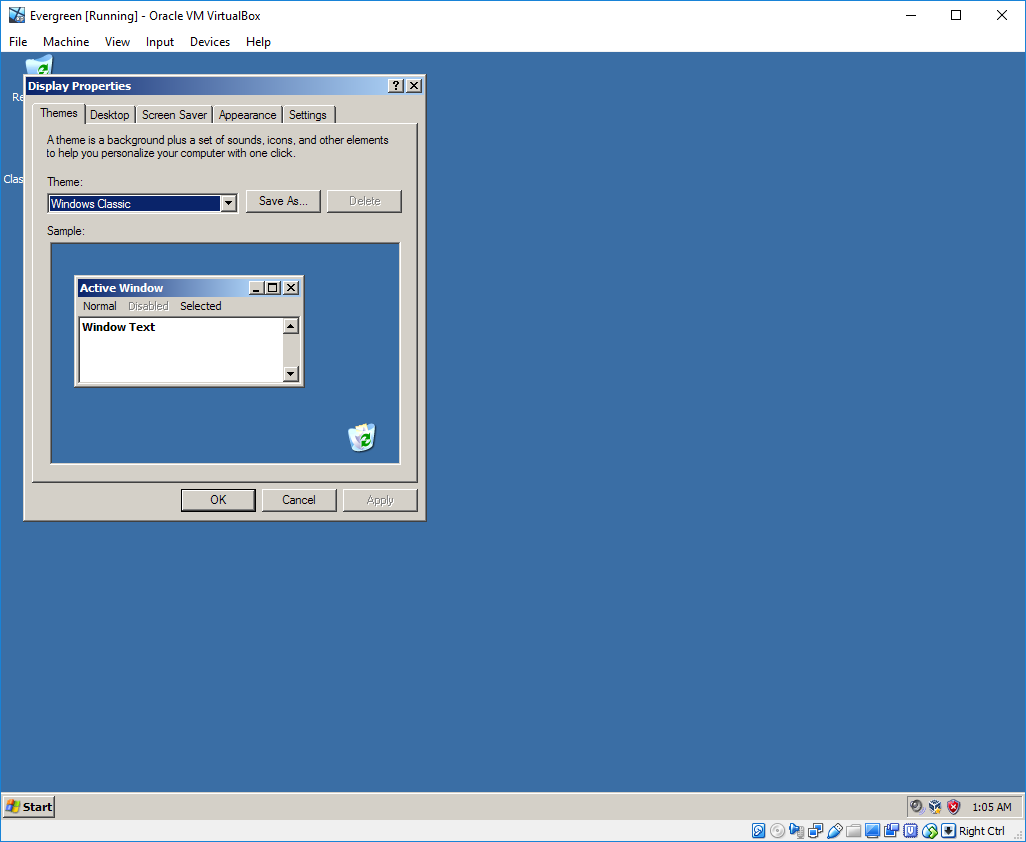 Evergreen [Running] - Oracle VM VirtualBox
File Machine View Input Devices Help
Re
Display Properties
Themes Desktop Screen Saver Appearance Settings
A theme is a background plus a set of sounds, icons, and other elements
to help you personalize your computer with one click.
Clas
Theme:
Windows Classic Save As... Delete
Sample:
Active Window
Normal Disabled Selected
Window Text
OK Cancel Apply
Start 1:05 AM
Right Ctrl